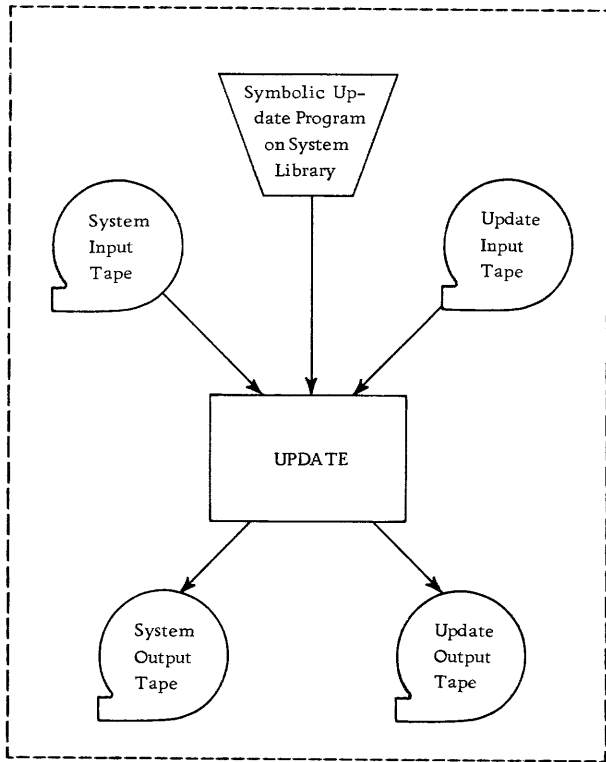 Symbolic Up-
date Program
on System
Library
System
Input
Tape
Update
Input
Tape
UPDATE
System
Output
Tape
Update
Output
Tape